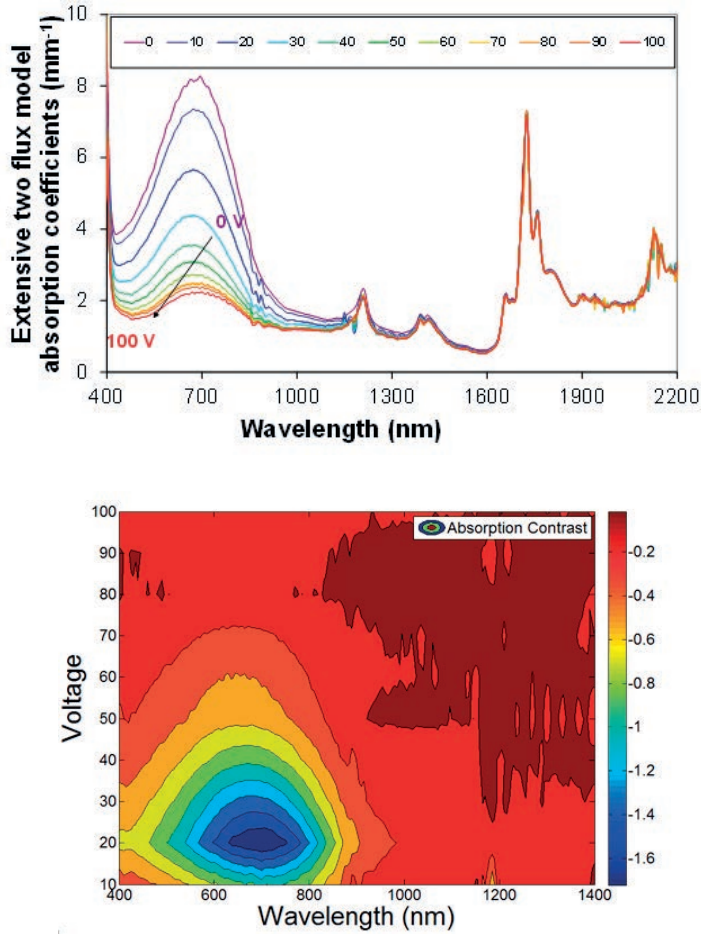 Extensive two flux model
absorption coefficients (mm-1)
10
8
6
4
2
0
0 10 20 30 40 50 60 70 80 90 100
0 V
100 V
400 700 1000 1300 1600 1900 2200
Wavelength (nm)
Voltage
100
90
80
70
60
50
40
30
20
10
Absorption Contrast
-0.2
-0.4
-0.6
-0.8
-1
-1.2
-1.4
-1.6
400 600 800 1000 1200 1400
Wavelength (nm)